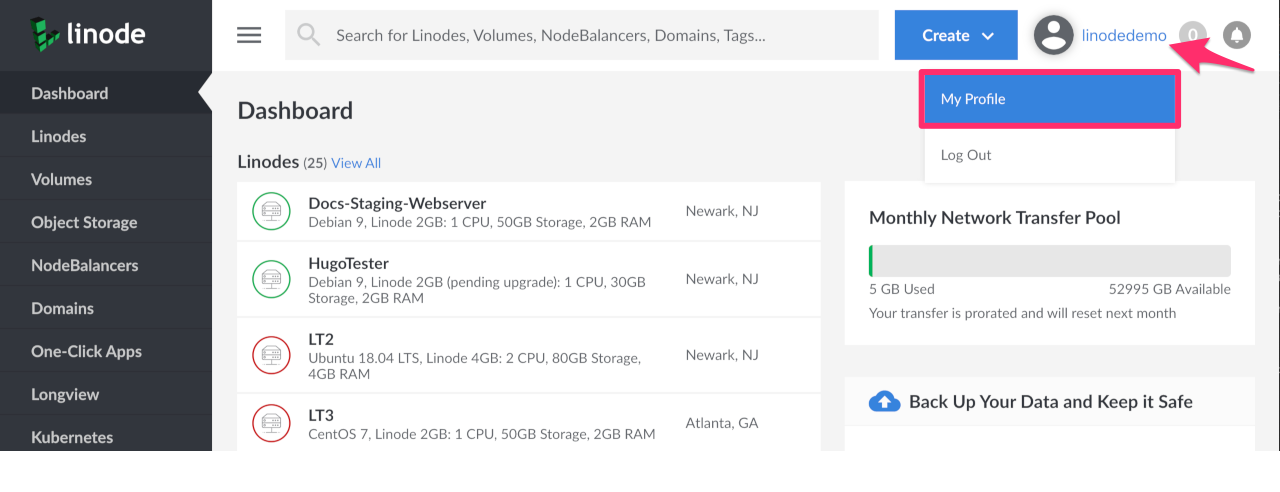 linode
Search for Linodes, Volumes, NodeBalancers, Domains, Tags...
Create
linodedemo
0
My Profile
Log Out
Dashboard
Linodes
Volumes
Object Storage
NodeBalancers
Domains
One-Click Apps
Longview
Kubernetes
Dashboard
Linodes (25) View All
Docs-Staging-Webserver
Debian 9, Linode 2GB: 1 CPU, 50GB Storage, 2GB RAM
Newark, NJ
HugoTester
Debian 9, Linode 2GB (pending upgrade): 1 CPU, 30GB
Storage, 2GB RAM
Newark, NJ
LT2
Ubuntu 18.04 LTS, Linode 4GB: 2 CPU, 80GB Storage,
4GB RAM
Newark, NJ
LT3
CentOS 7, Linode 2GB: 1 CPU, 50GB Storage, 2GB RAM
Atlanta, GA
Monthly Network Transfer Pool
5 GB Used
52995 GB Available
Your transfer is prorated and will reset next month
Back Up Your Data and Keep it Safe